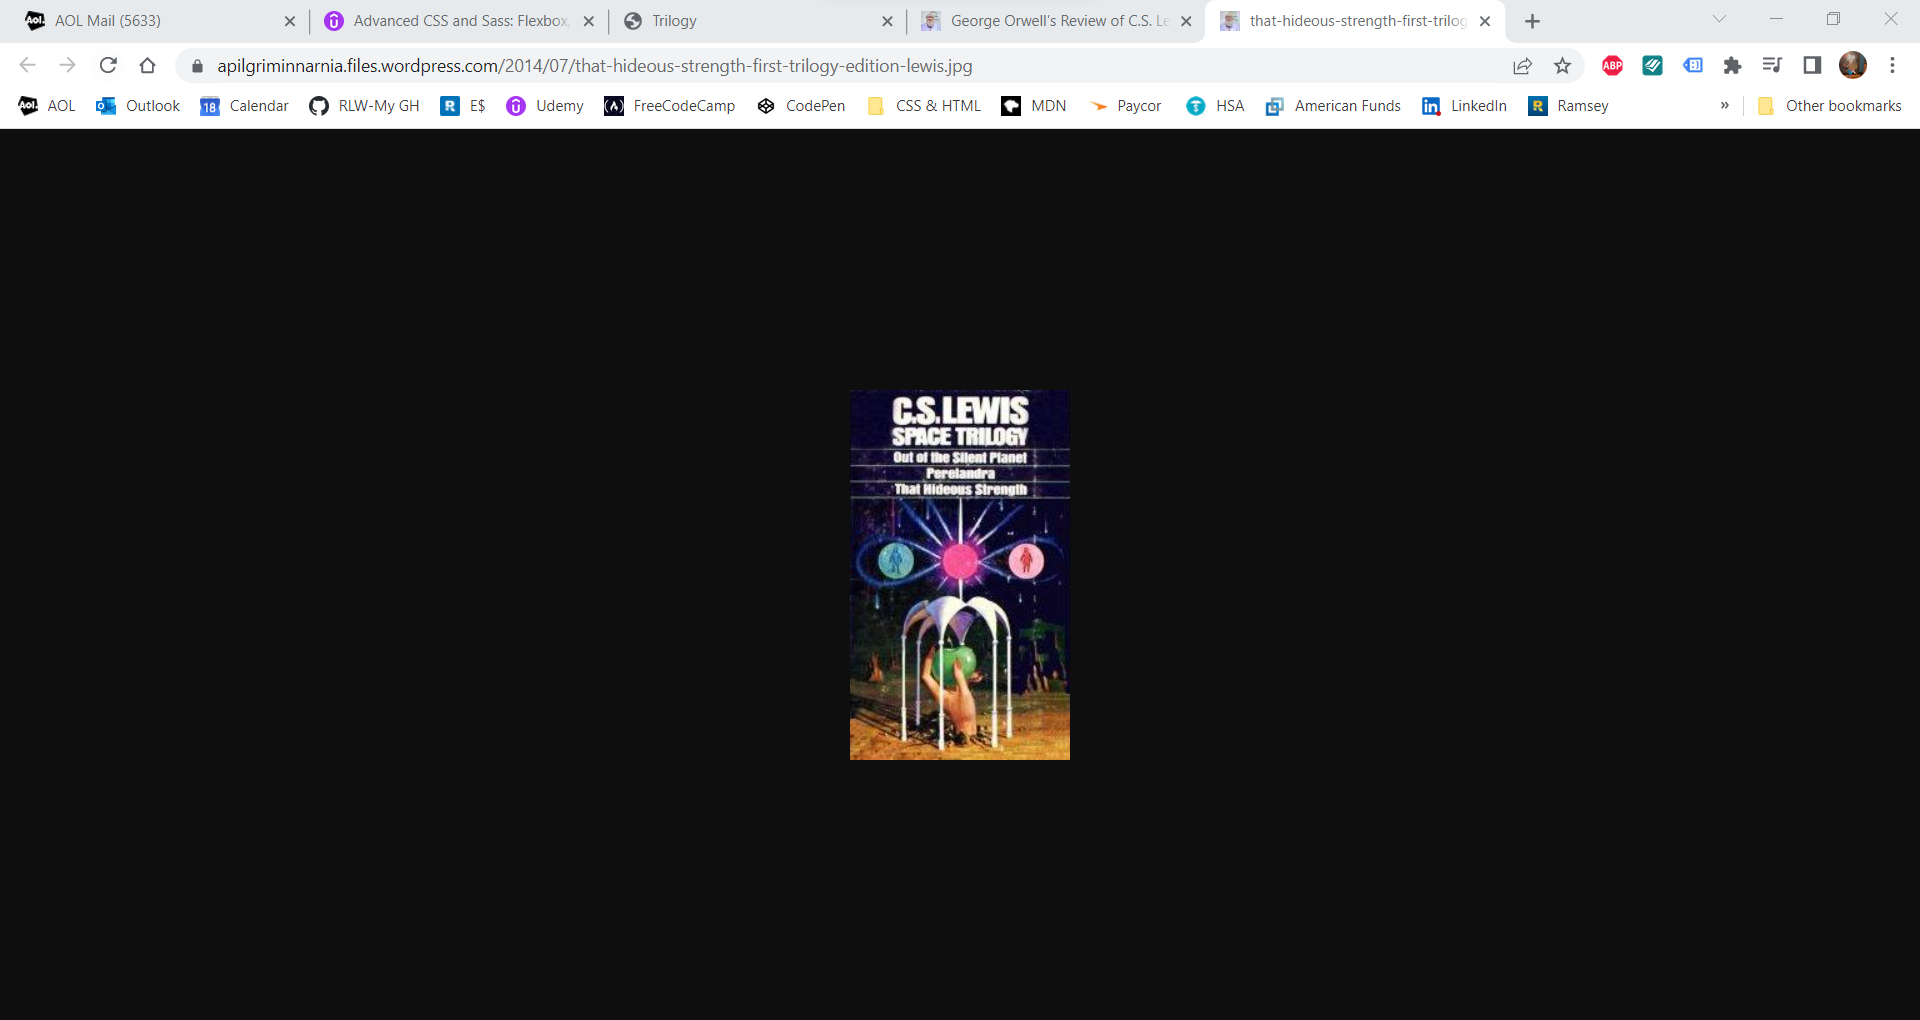 AOL Mail (5633)
Advanced CSS and Sass: Flexbox,
Trilogy
George Orwell's Review of C.S. Le
that-hideous-strength-first-trilog
apilgriminnarnia.files.wordpress.com/2014/07/that-hideous-strength-first-trilogy-edition-lewis.jpg
ABP
Aol. AOL
Outlook
18 Calendar
RLW-My GH
R E$
Udemy
FreeCodeCamp
CodePen
CSS & HTML
MDN
Paycor
HSA
American Funds
in LinkedIn
R Ramsey
»
Other bookmarks
C.S. LEWIS
SPACE TRILOGY
Out of the Silent Planet
Perelandra
That Hideous Strength